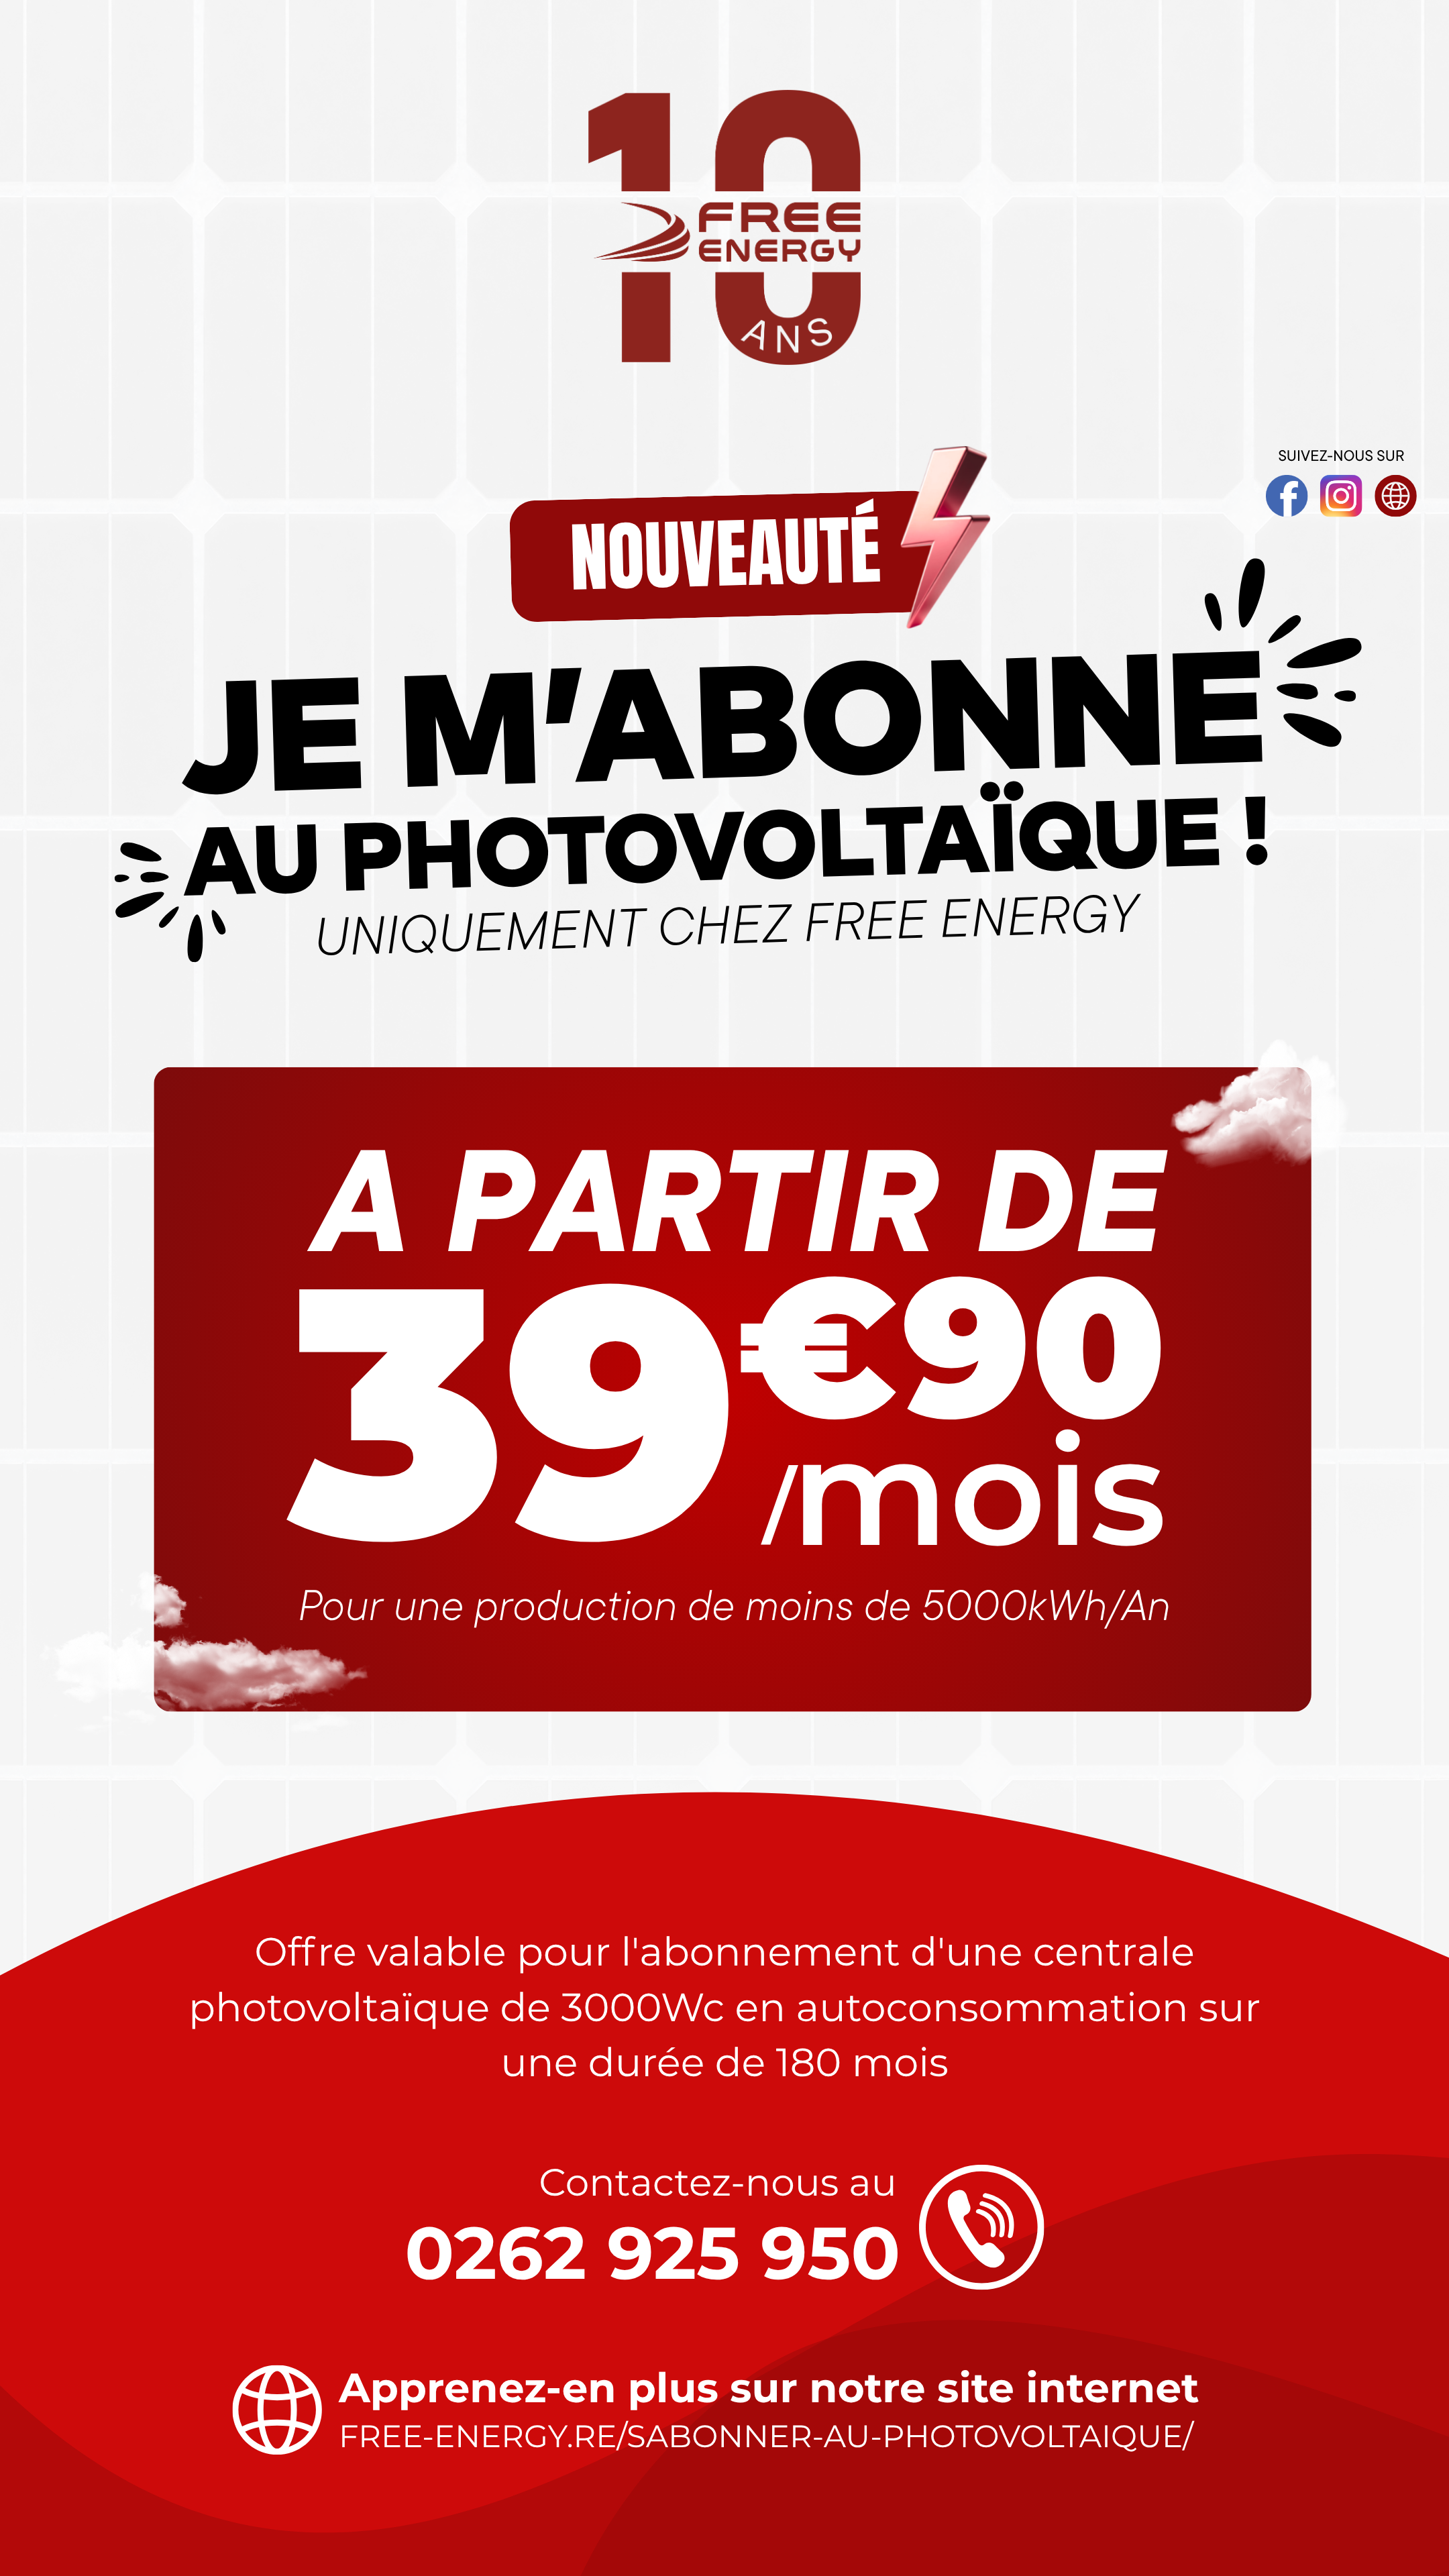 10
FREE
ENERGY
ANS
SUIVEZ-NOUS SUR
NOUVEAUTÉ
JE M'ABONNE
AU PHOTOVOLTAÏQUE !
UNIQUEMENT CHEZ FREE ENERGY
A PARTIR DE
39€90
/mois
Pour une production de moins de 5000kWh/An
Offre valable pour l'abonnement d'une centrale
photovoltaïque de 3000Wc en autoconsommation sur
une durée de 180 mois
Contactez-nous au
0262 925 950
Apprenez-en plus sur notre site internet
FREE-ENERGY.RE/SABONNER-AU-PHOTOVOLTAIQUE/